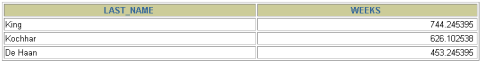 LAST_NAME WEEKS
King 744.245395
Kochhar 626.102538
De Haan 453.245395